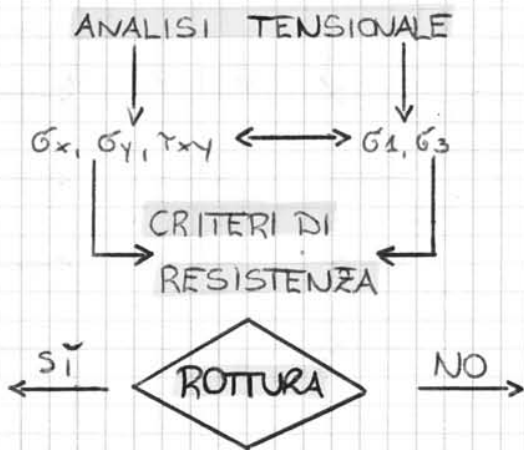 ANALISI TENSIONALE
σx, σy, τxy ↔ σ1, σ3
CRITERI DI
RESISTENZA
SÌ ROTTURA NO